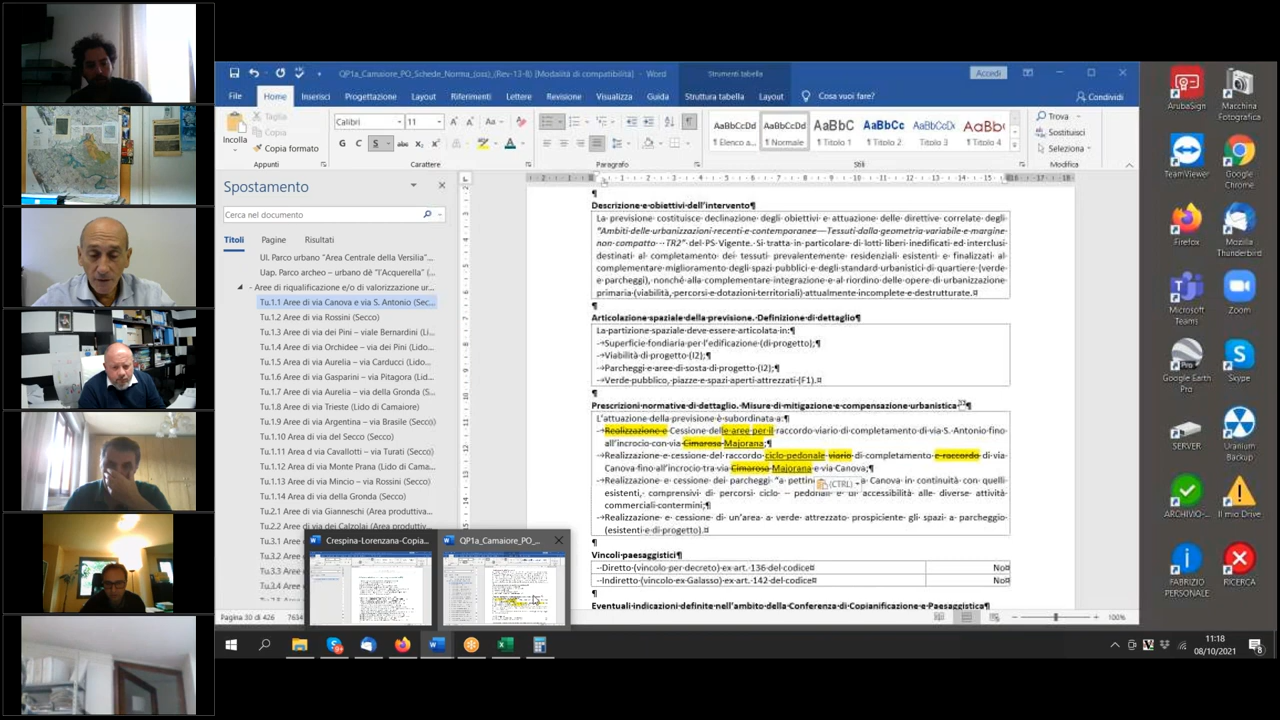 QP1a_Camaiore_PO_Schede_Norma_(oss)_(Rev-13-8) [Modalità di compatibilità] - Word
Strumenti tabella
Accedi
File Home Inserisci Progettazione Layout Riferimenti Lettere Revisione Visualizza Guida Struttura tabella Layout Cosa vuoi fare? Condividi
Incolla
Taglia
Copia
Copia formato
Calibri 11
AaBbCcDd AaBbCcDd AaBbC AaBbCc AaBbCcDc AaBbC
¶ Elenco a... ¶ Normale ¶ Titolo 1 ¶ Titolo 2 ¶ Titolo 3 ¶ Titolo 4
Trova
Sostituisci
Seleziona
Appunti Carattere Paragrafo Stili Modifica
Spostamento
Cerca nel documento
Titoli Pagine Risultati
UL Parco urbano "Area Centrale della Versilia"...
Uap. Parco archeo – urbano de "l'Acquerella" (...
- Aree di riqualificazione e/o di valorizzazione ur...
Tu.1.1 Aree di via Canova e via S. Antonio (Sec...
Tu.1.2 Aree di via Rossini (Secco)
Tu.1.3 Aree di via dei Pini – viale Bernardini (Li...
Tu.1.4 Aree di via Orchidee – via dei Pini (Lido...
Tu.1.5 Aree di via Aurelia – via Carducci (Lido...
Tu.1.6 Aree di via Gasparini – via Pitagora (Lid...
Tu.1.7 Aree di via Aurelia – via della Gronda (S...
Tu.1.8 Aree di via Trieste (Lido di Camaiore)
Tu.1.9 Aree di via Argentina – via Brasile (Secco)
Tu.1.10 Area di via del Secco (Secco)
Tu.1.11 Area di via Cavallotti – via Turati (Secco)
Tu.1.12 Area di via Monte Prana (Lido di Cama...
Tu.1.13 Aree di via Mincio – via Rossini (Secco)
Tu.1.14 Area di via della Gronda (Secco)
Tu.2.1 Aree di via Gianneschi (Area produttiva...
Tu.2.2 Aree di via dei Calzolai (Area produttiva...
Descrizione e obiettivi dell'intervento¶
La previsione costituisce declinazione degli obiettivi e attuazione delle direttive correlate degli
"Ambiti delle urbanizzazioni recenti e contemporanee — Tessuti dalla geometria variabile e margine
non compatto - TR2" del PS Vigente. Si tratta in particolare di lotti liberi inedificati ed interclusi
destinati al completamento dei tessuti prevalentemente residenziali esistenti e finalizzati al
complementare miglioramento degli spazi pubblici e degli standard urbanistici di quartiere (verde
e parcheggi), nonché alla complementare integrazione e al riordino delle opere di urbanizzazione
primaria (viabilità, percorsi e dotazioni territoriali) attualmente incomplete e destrutturate.
Articolazione spaziale della previsione. Definizione di dettaglio¶
La partizione spaziale deve essere articolata in:¶
- Superficie fondiaria per l'edificazione (di progetto);¶
- Viabilità di progetto (I2);¶
- Parcheggi e aree di sosta di progetto (I2);¶
- Verde pubblico, piazze e spazi aperti attrezzati (F1).
Prescrizioni normative di dettaglio. Misure di mitigazione e compensazione urbanistica ¶
L'attuazione della previsione è subordinata a:¶
- Realizzazione e Cessione delle aree per il raccordo viario di completamento di via S. Antonio fino
all'incrocio con via Cimarosa Majorana;¶
- Realizzazione e cessione del raccordo ciclo-pedonale viario di completamento e raccordo di via
Canova fino all'incrocio tra via Cimarosa Majorana e via Canova;¶
- Realizzazione e cessione dei parcheggi "a pettin (CTRL) a Canova in continuità con quelli
esistenti, comprensivi di percorsi ciclo – pedonali e di accessibilità alle diverse attività
commerciali contermini;¶
- Realizzazione e cessione di un'area a verde attrezzato prospiciente gli spazi a parcheggio
(esistenti e di progetto).
Vincoli paesaggistici¶
- Diretto (vincolo per decreto) ex art. 136 del codice No
- Indiretto (vincolo ex Galasso) ex art. 142 del codice No
Eventuali indicazioni definite nell'ambito della Conferenza di Copianificazione e Paesaggistica¶
Crespina-Lorenzana-Copia... QP1a_Camaiore_PO_...
Pagina 30 di 426
100%
11:18
08/10/2021
ArubaSign
Macchina Fotografica
TeamViewer
Google Chrome
Firefox
Mozilla Thunderbird
Microsoft Teams
Zoom
Google Earth Pro
Skype
SERVER
Uranium Backup
ARCHIVIO-...
Il mio Drive
FABRIZIO PERSONALE
RICERCA